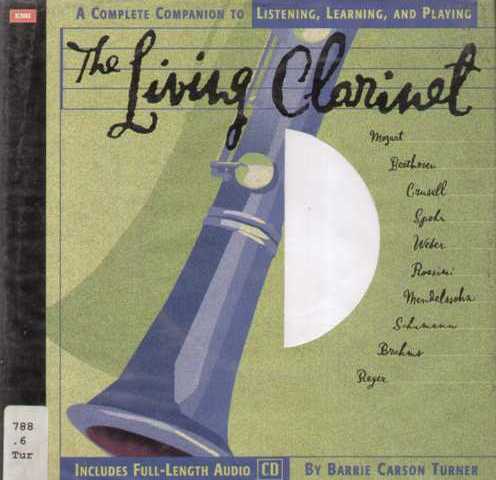 EMI
A Complete Companion to Listening, Learning, and Playing
The Living Clarinet
Mozart
Beethoven
Crusell
Spohr
Weber
Rossini
Mendelssohn
Schumann
Brahms
Reger
788
.6
Tur
Includes Full-Length Audio CD By Barrie Carson Turner